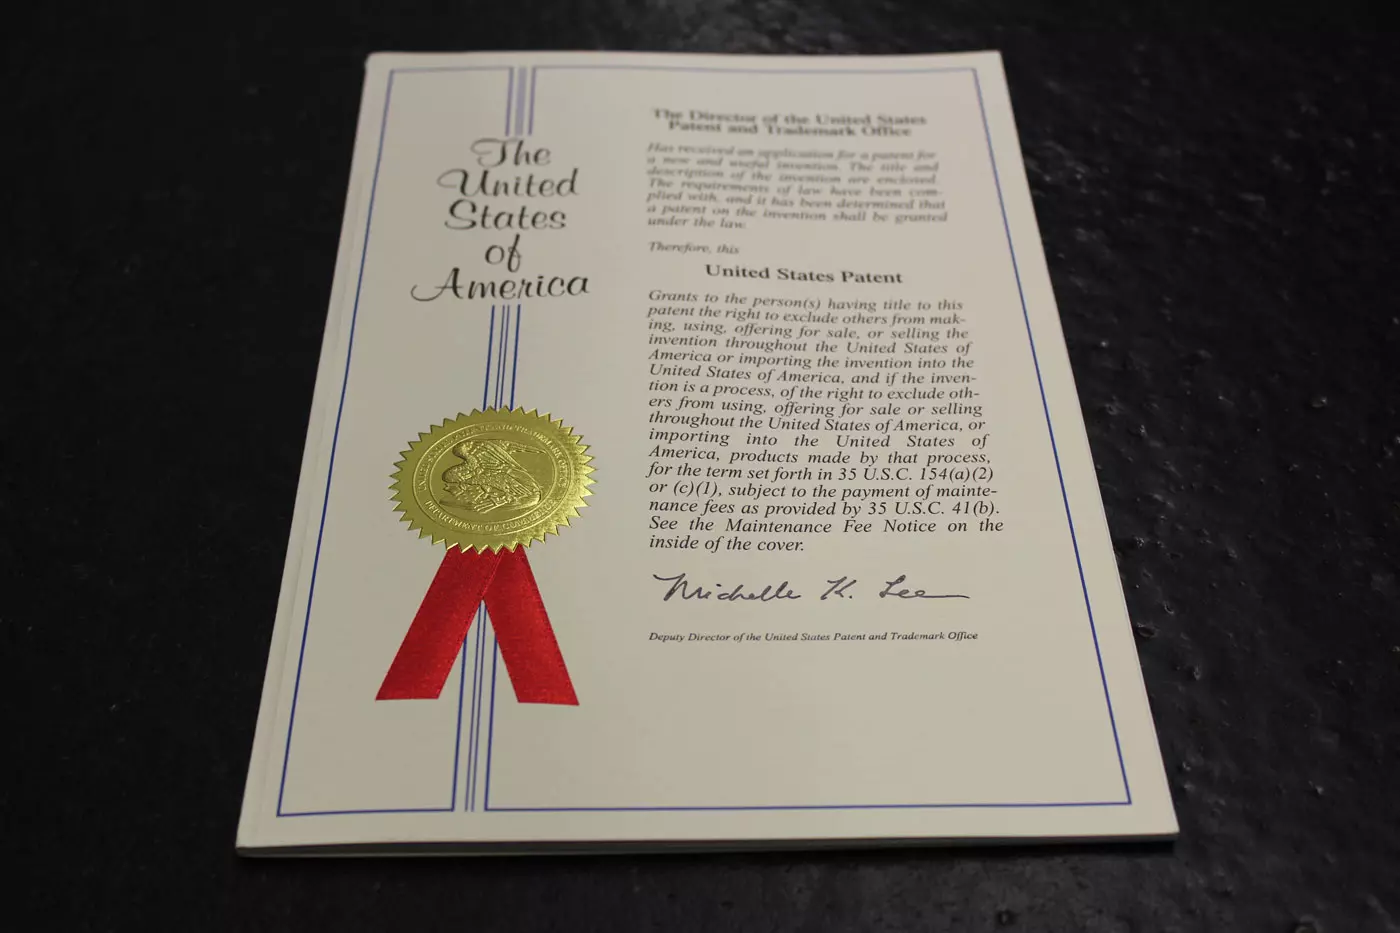 The
United
States
of
America
The Director of the United States
Patent and Trademark Office
Has received an application for a patent for
a new and useful invention. The title and
description of the invention are enclosed.
The requirements of law have been com-
plied with, and it has been determined that
a patent on the invention shall be granted
under the law.
Therefore, this
United States Patent
Grants to the person(s) having title to this
patent the right to exclude others from mak-
ing, using, offering for sale, or selling the
invention throughout the United States of
America or importing the invention into the
United States of America, and if the inven-
tion is a process, of the right to exclude oth-
ers from using, offering for sale or selling
throughout the United States of America, or
importing into the United States of
America, products made by that process,
for the term set forth in 35 U.S.C. 154(a)(2)
or (c)(1), subject to the payment of mainte-
nance fees as provided by 35 U.S.C. 41(b).
See the Maintenance Fee Notice on the
inside of the cover.
Michelle K. Lee
Deputy Director of the United States Patent and Trademark Office
DEPARTMENT OF COMMERCE